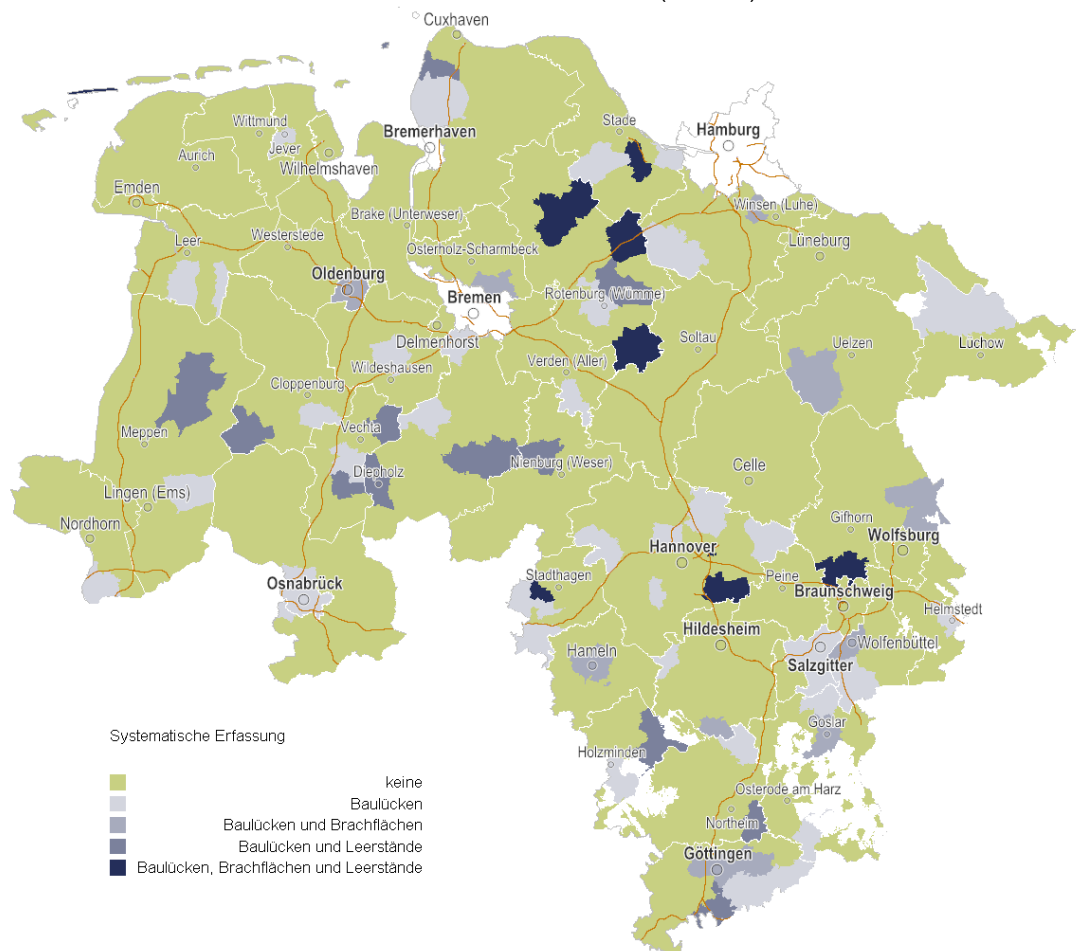 Cuxhaven
Wittmund
Jever
Bremerhaven
Stade
Hamburg
Aurich
Wilhelmshaven
Emden
Brake (Unterweser)
Winsen (Luhe)
Leer
Westerstede
Osterholz-Scharmbeck
Lüneburg
Oldenburg
Bremen
Rotenburg (Wümme)
Delmenhorst
Soltau
Uelzen
Luchow
Wildeshausen
Verden (Aller)
Cloppenburg
Meppen
Vechta
Diepholz
Nienburg (Weser)
Celle
Lingen (Ems)
Nordhorn
Gifhorn
Wolfsburg
Hannover
Osnabrück
Stadthagen
Peine
Braunschweig
Helmstedt
Hildesheim
Wolfenbüttel
Hameln
Salzgitter
Goslar
Holzminden
Osterode am Harz
Northeim
Göttingen
Systematische Erfassung
keine
Baulücken
Baulücken und Brachflächen
Baulücken und Leerstände
Baulücken, Brachflächen und Leerstände